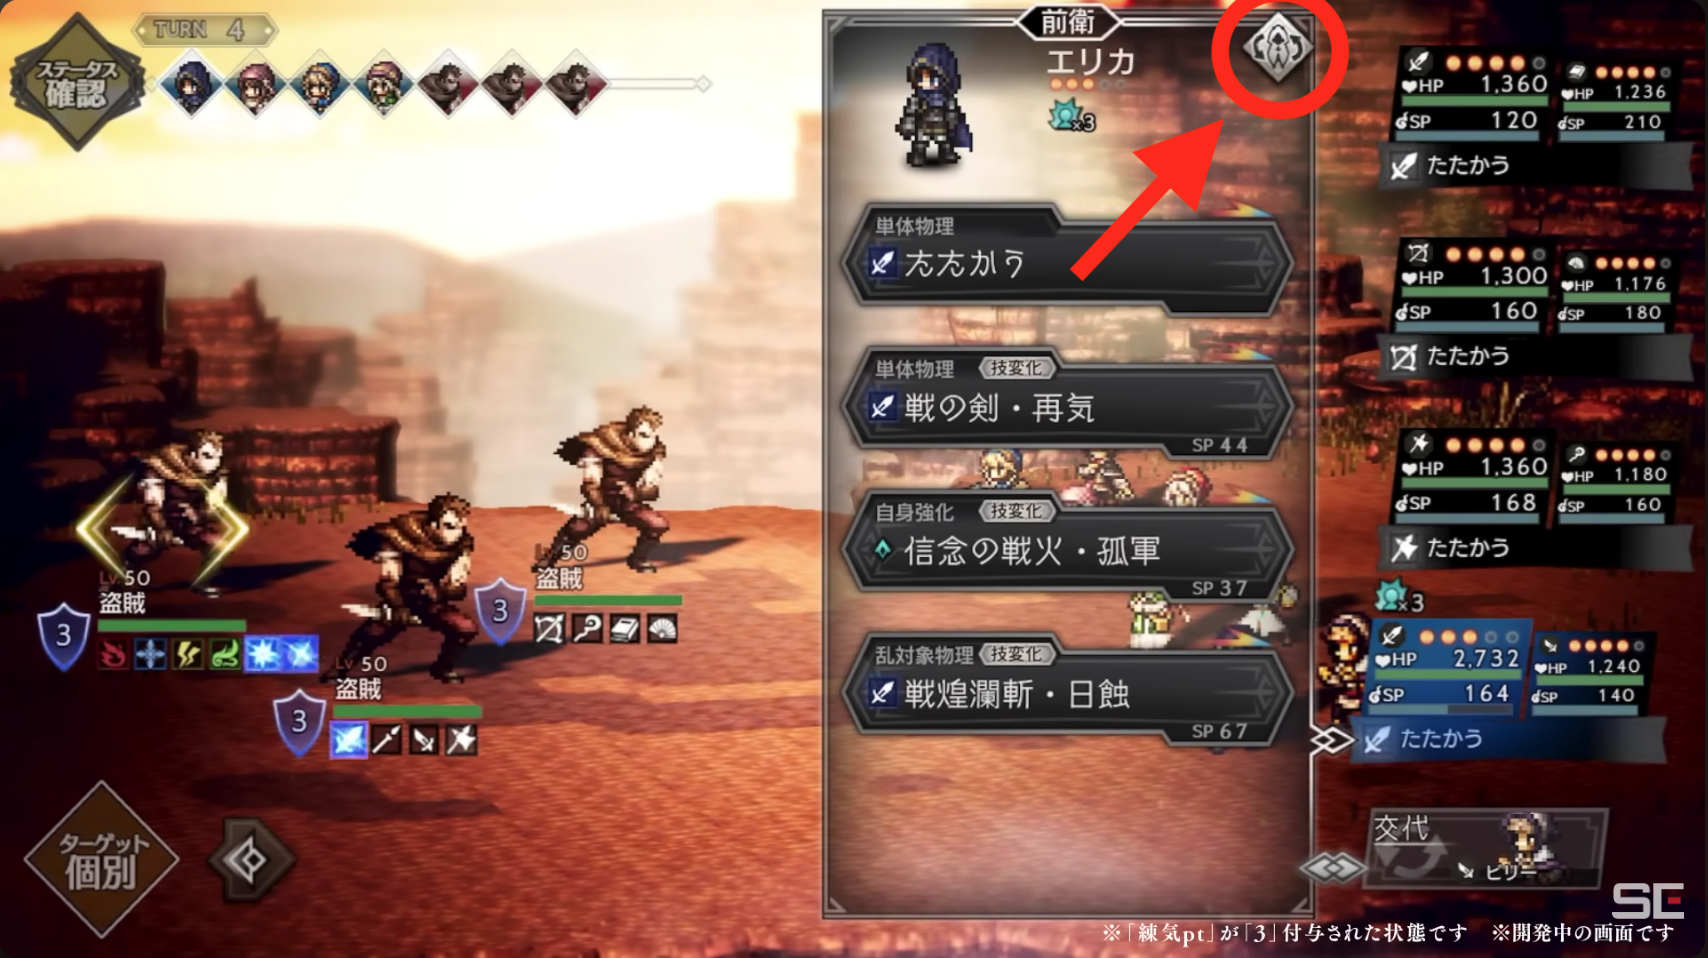 ステータス
確認
TURN 4
前衛
エリカ
×3
単体物理
たたかう
単体物理 技変化
戦の剣・再気
SP 44
自身強化 技変化
信念の戦火・孤軍
SP 37
乱対象物理 技変化
戦煌瀾斬・日蝕
SP 67
Lv 50
盗賊
3
Lv 50
盗賊
3
Lv 50
盗賊
3
ターゲット
個別
HP 1,360
SP 120
HP 1,236
SP 210
たたかう
HP 1,300
SP 160
HP 1,176
SP 180
たたかう
HP 1,360
SP 168
HP 1,180
SP 160
たたかう
×3
HP 2,732
SP 164
HP 1,240
SP 140
たたかう
交代
ビリー
SE
※「練気pt」が「3」付与された状態です ※開発中の画面です